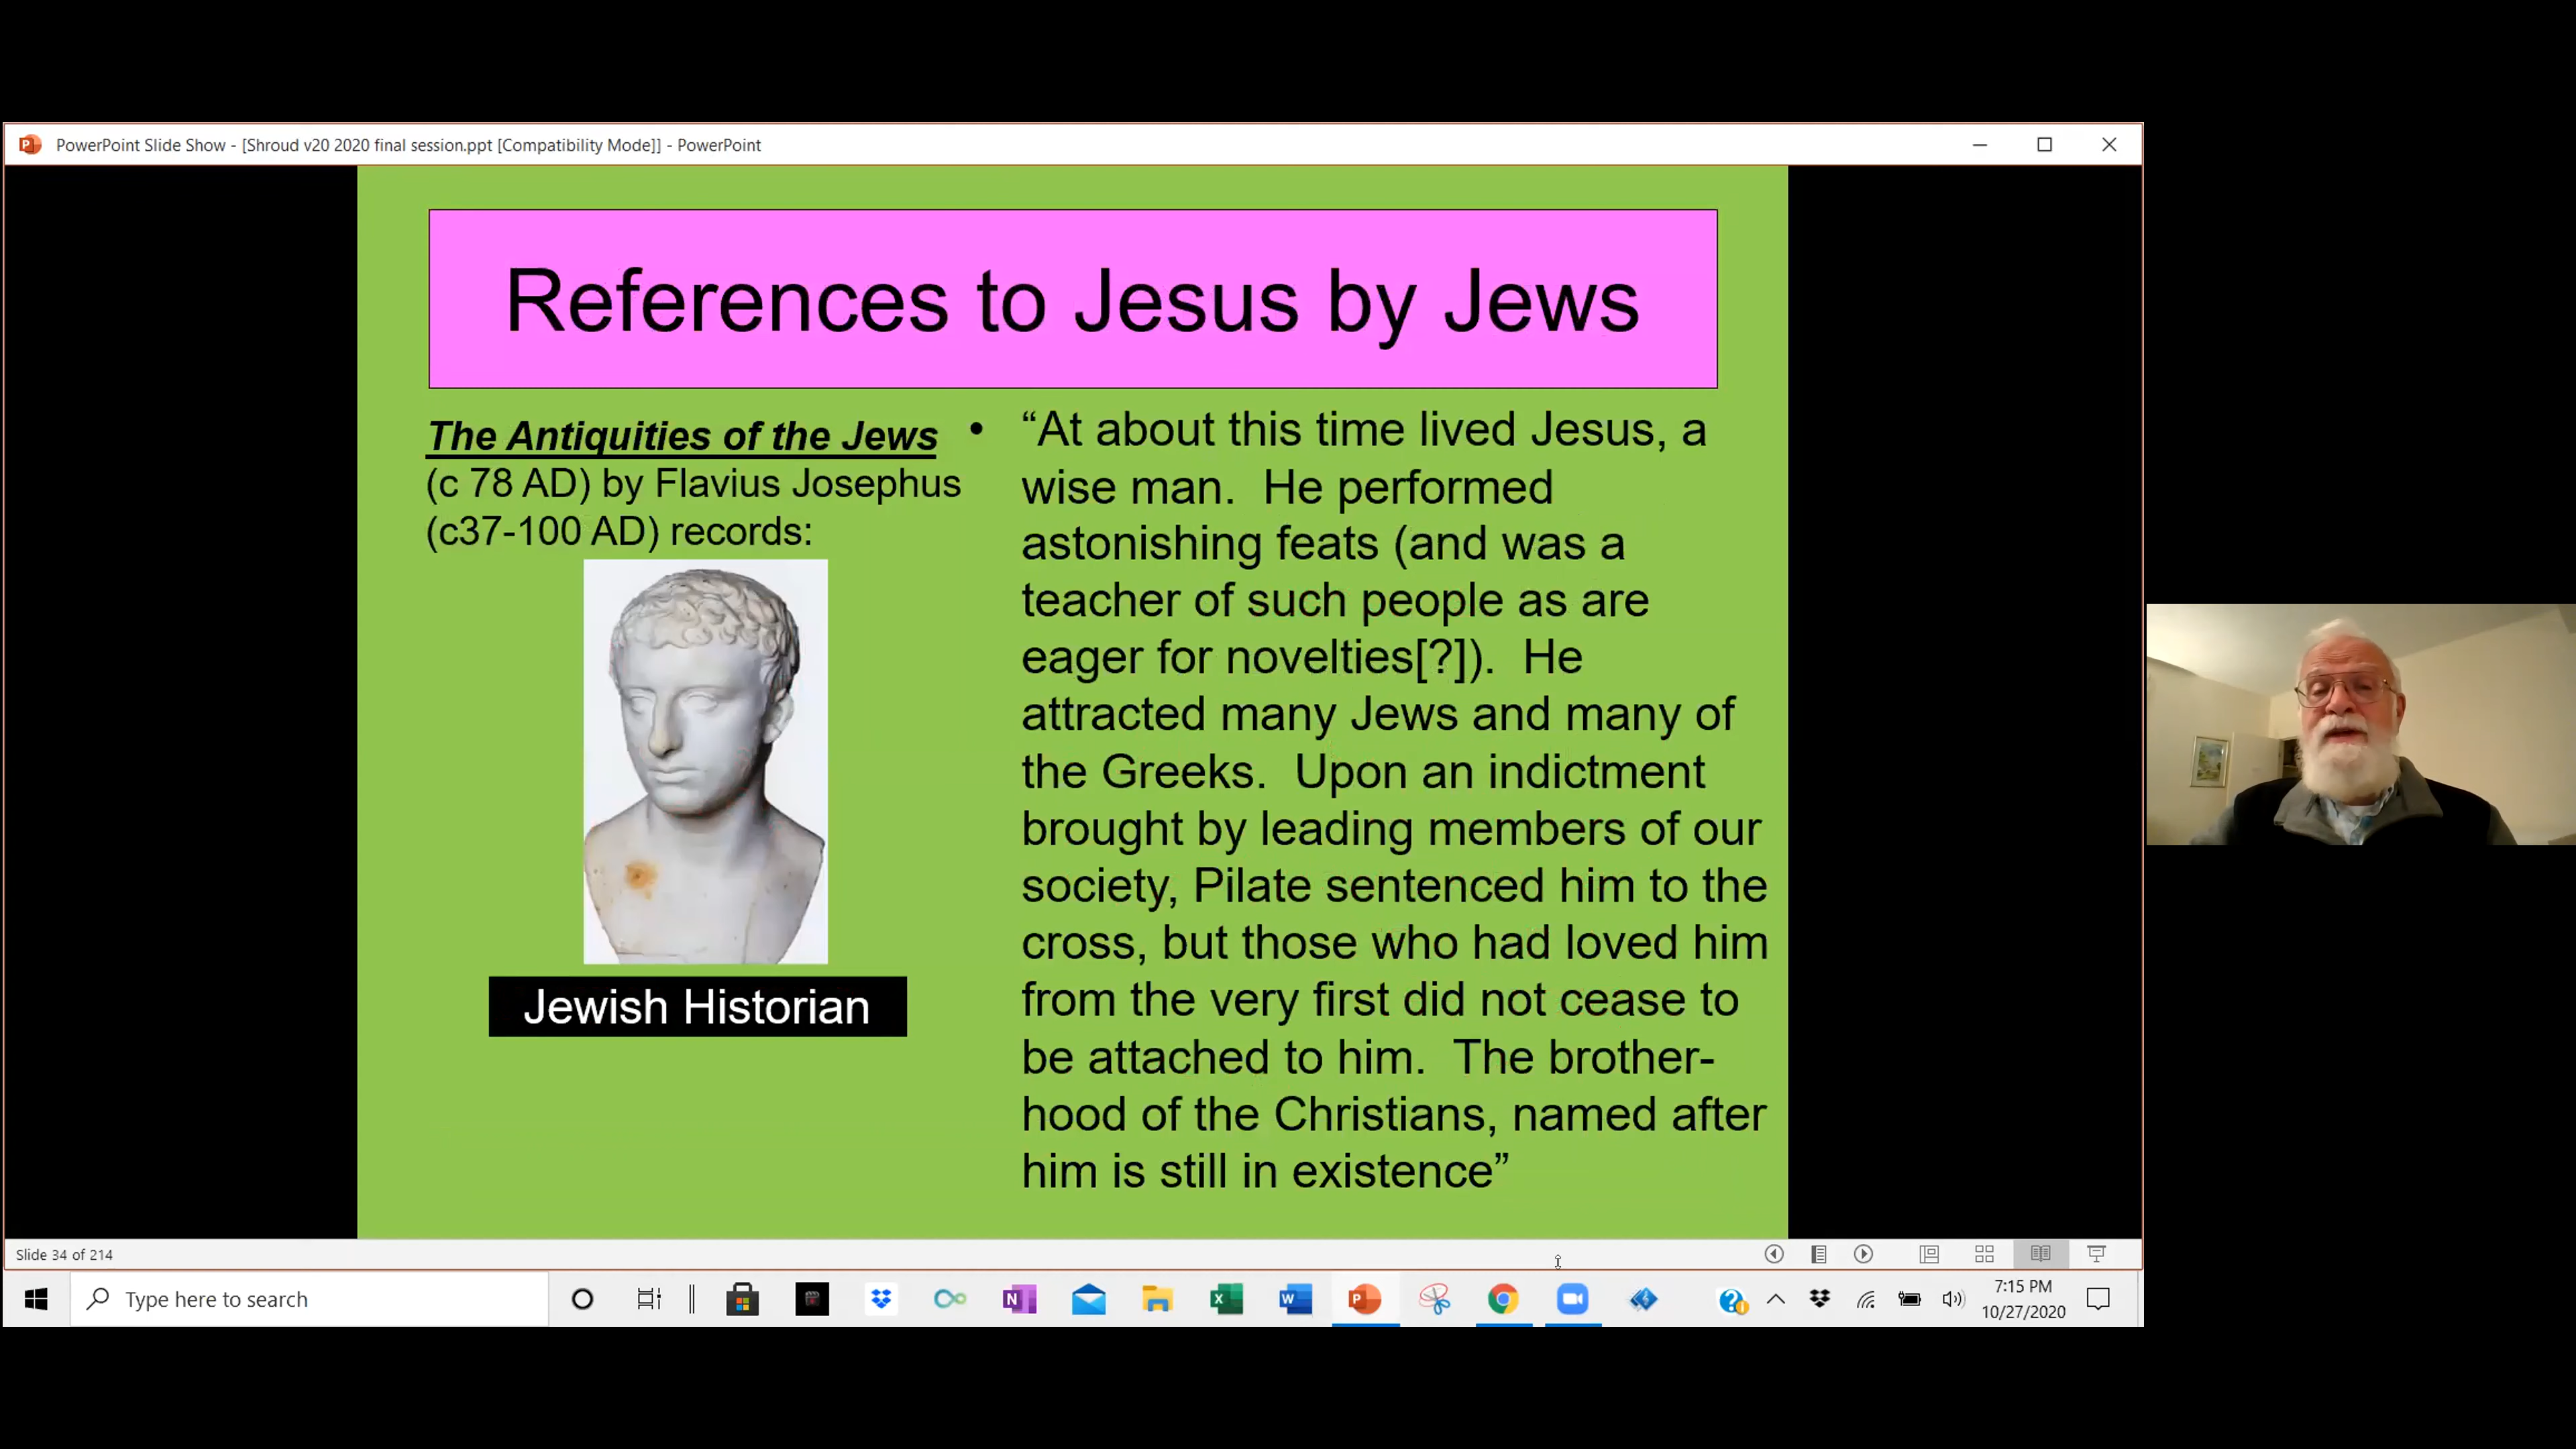 PowerPoint Slide Show - [Shroud v20 2020 final session.ppt [Compatibility Mode]] - PowerPoint
References to Jesus by Jews
The Antiquities of the Jews
(c 78 AD) by Flavius Josephus
(c37-100 AD) records:
Jewish Historian
• “At about this time lived Jesus, a
wise man. He performed
astonishing feats (and was a
teacher of such people as are
eager for novelties[?]). He
attracted many Jews and many of
the Greeks. Upon an indictment
brought by leading members of our
society, Pilate sentenced him to the
cross, but those who had loved him
from the very first did not cease to
be attached to him. The brother-
hood of the Christians, named after
him is still in existence”
Slide 34 of 214
Type here to search
7:15 PM
10/27/2020